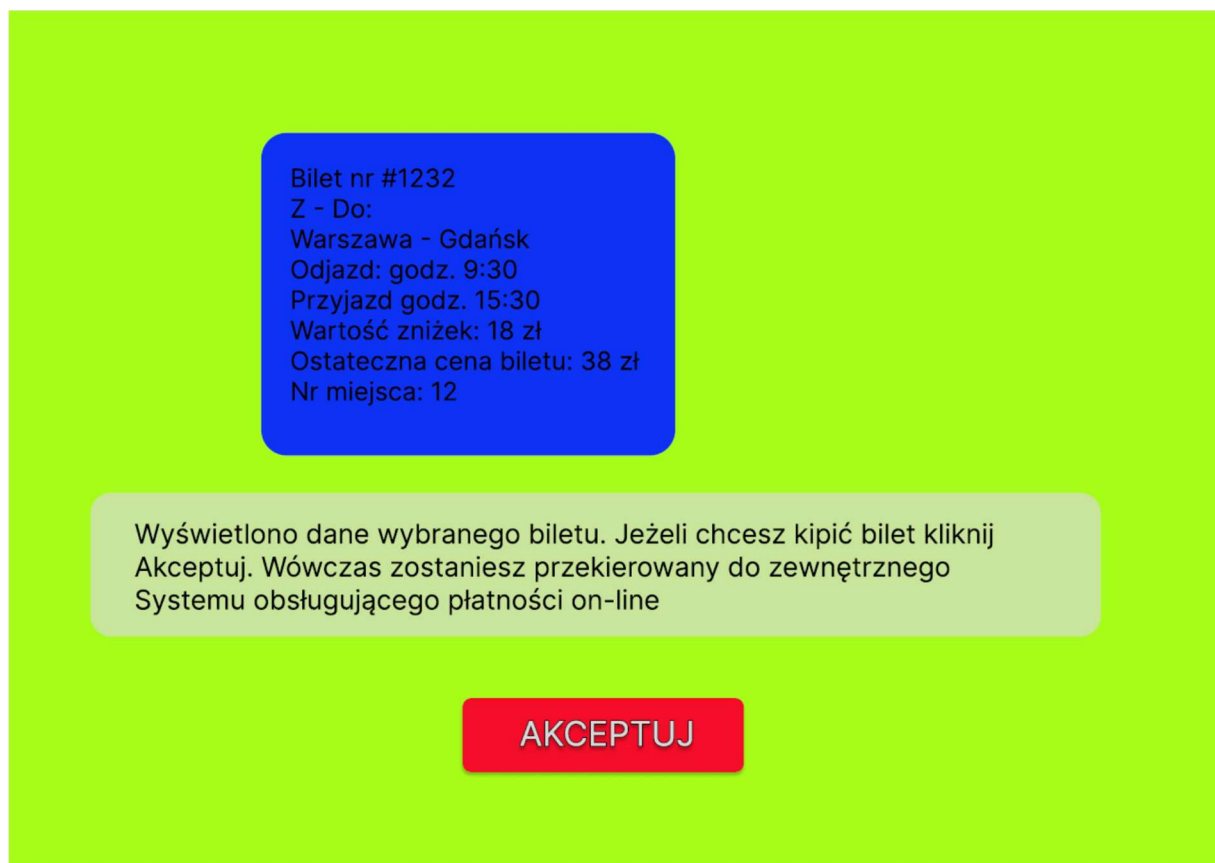 Bilet nr #1232
Z - Do:
Warszawa - Gdańsk
Odjazd: godz. 9:30
Przyjazd godz. 15:30
Wartość zniżek: 18 zł
Ostateczna cena biletu: 38 zł
Nr miejsca: 12
Wyświetlono dane wybranego biletu. Jeżeli chcesz kipić bilet kliknij
Akceptuj. Wówczas zostaniesz przekierowany do zewnętrznego
Systemu obsługującego płatności on-line
AKCEPTUJ